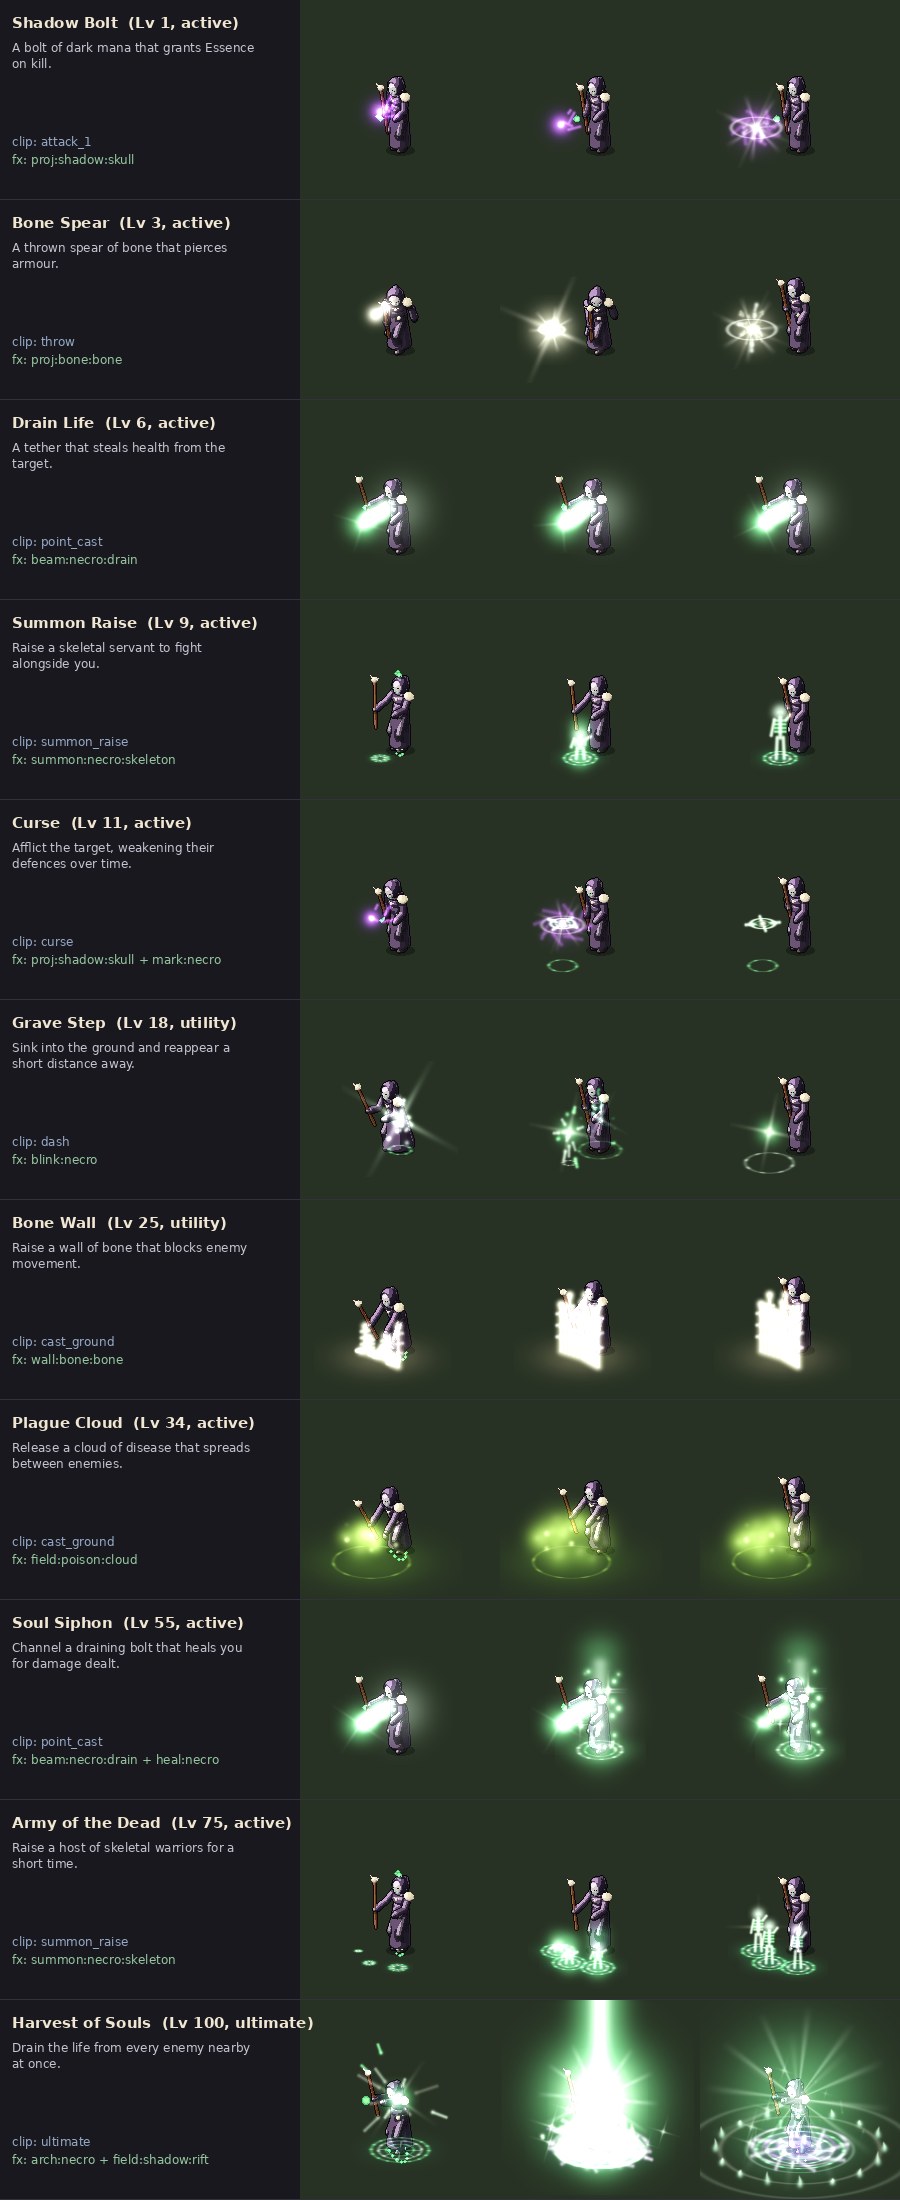 Shadow Bolt  (Lv 1, active)
A bolt of dark mana that grants Essence
on kill.
clip: attack_1
fx: proj:shadow:skull
Bone Spear  (Lv 3, active)
A thrown spear of bone that pierces
armour.
clip: throw
fx: proj:bone:bone
Drain Life  (Lv 6, active)
A tether that steals health from the
target.
clip: point_cast
fx: beam:necro:drain
Summon Raise  (Lv 9, active)
Raise a skeletal servant to fight
alongside you.
clip: summon_raise
fx: summon:necro:skeleton
Curse  (Lv 11, active)
Afflict the target, weakening their
defences over time.
clip: curse
fx: proj:shadow:skull + mark:necro
Grave Step  (Lv 18, utility)
Sink into the ground and reappear a
short distance away.
clip: dash
fx: blink:necro
Bone Wall  (Lv 25, utility)
Raise a wall of bone that blocks enemy
movement.
clip: cast_ground
fx: wall:bone:bone
Plague Cloud  (Lv 34, active)
Release a cloud of disease that spreads
between enemies.
clip: cast_ground
fx: field:poison:cloud
Soul Siphon  (Lv 55, active)
Channel a draining bolt that heals you
for damage dealt.
clip: point_cast
fx: beam:necro:drain + heal:necro
Army of the Dead  (Lv 75, active)
Raise a host of skeletal warriors for a
short time.
clip: summon_raise
fx: summon:necro:skeleton
Harvest of Souls  (Lv 100, ultimate)
Drain the life from every enemy nearby
at once.
clip: ultimate
fx: arch:necro + field:shadow:rift